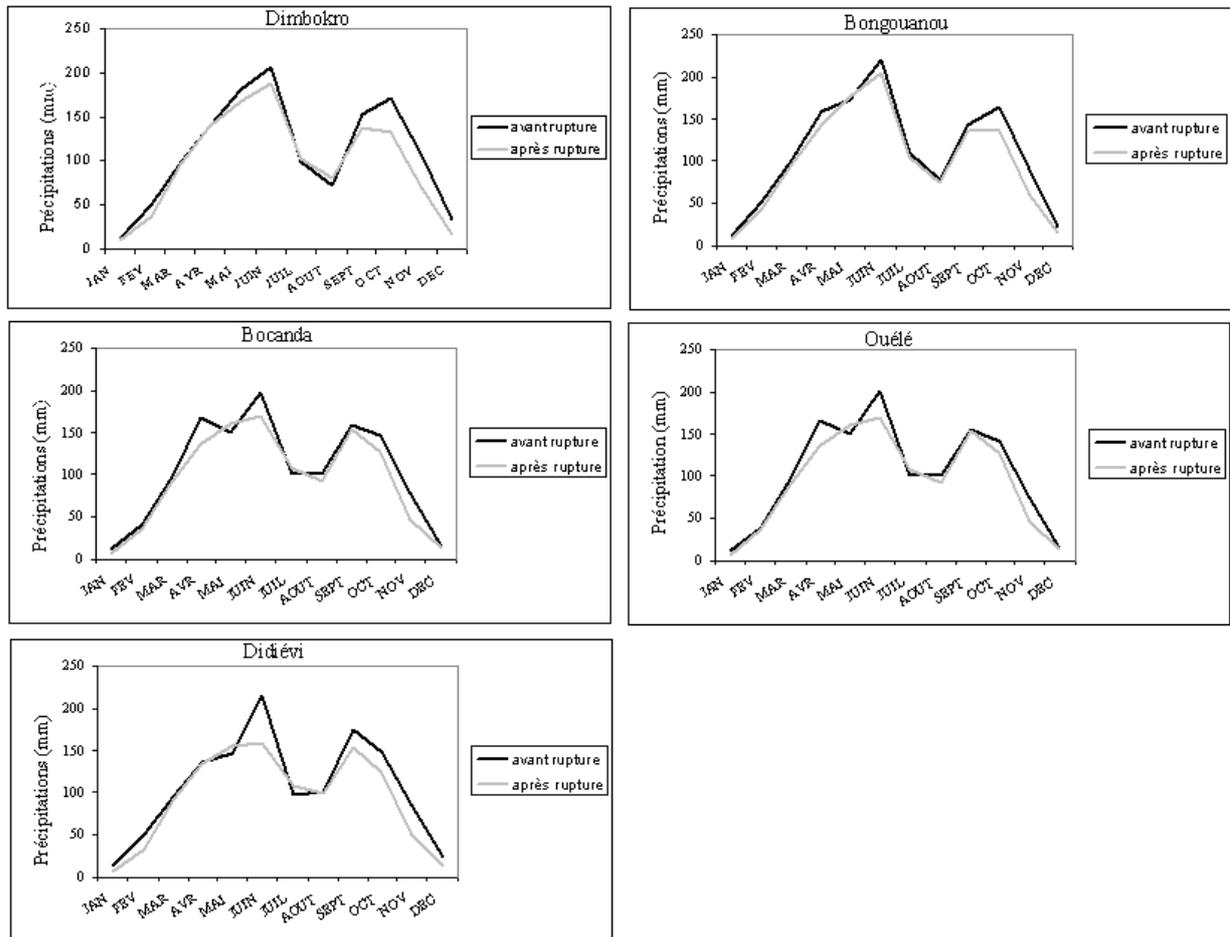 Dimbokro
Précipitations (mm)
250
200
150
100
50
0
JAN
FEV
MAR
AVR
MAI
JUIN
JUIL
AOUT
SEPT
OCT
NOV
DEC
avant rupture
après rupture
Bongouanou
Précipitations (mm)
250
200
150
100
50
0
JAN
FEV
MAR
AVR
MAI
JUIN
JUIL
AOUT
SEPT
OCT
NOV
DEC
avant rupture
après rupture
Bocanda
Précipitations (mm)
250
200
150
100
50
0
JAN
FEV
MAR
AVR
MAI
JUIN
JUIL
AOUT
SEPT
OCT
NOV
DEC
avant rupture
après rupture
Ouélé
Précipitation (mm)
250
200
150
100
50
0
JAN
FEV
MAR
AVR
MAI
JUIN
JUIL
AOUT
SEPT
OCT
NOV
DEC
avant rupture
après rupture
Didiévi
Précipitations (mm)
250
200
150
100
50
0
JAN
FEV
MAR
AVR
MAI
JUIN
JUIL
AOUT
SEPT
OCT
NOV
DEC
avant rupture
après rupture